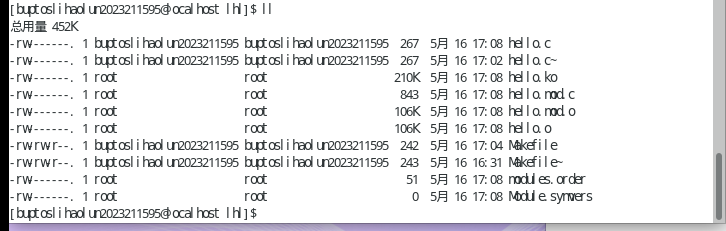 [buptoslihaolun2023211595@localhost lhl]$ ll
总用量 452K
-rw-------. 1 buptoslihaolun2023211595 buptoslihaolun2023211595 267 5月 16 17:08 hello.c
-rw-------. 1 buptoslihaolun2023211595 buptoslihaolun2023211595 267 5月 16 17:02 hello.c~
-rw-------. 1 root root 210K 5月 16 17:08 hello.ko
-rw-------. 1 root root 843 5月 16 17:08 hello.mod.c
-rw-------. 1 root root 106K 5月 16 17:08 hello.mod.o
-rw-------. 1 root root 106K 5月 16 17:08 hello.o
-rw-rw-r--. 1 buptoslihaolun2023211595 buptoslihaolun2023211595 242 5月 16 17:04 Makefile
-rw-rw-r--. 1 buptoslihaolun2023211595 buptoslihaolun2023211595 243 5月 16 16:31 Makefile~
-rw-------. 1 root root 51 5月 16 17:08 modules.order
-rw-------. 1 root root 0 5月 16 17:08 Module.symvers
[buptoslihaolun2023211595@localhost lhl]$